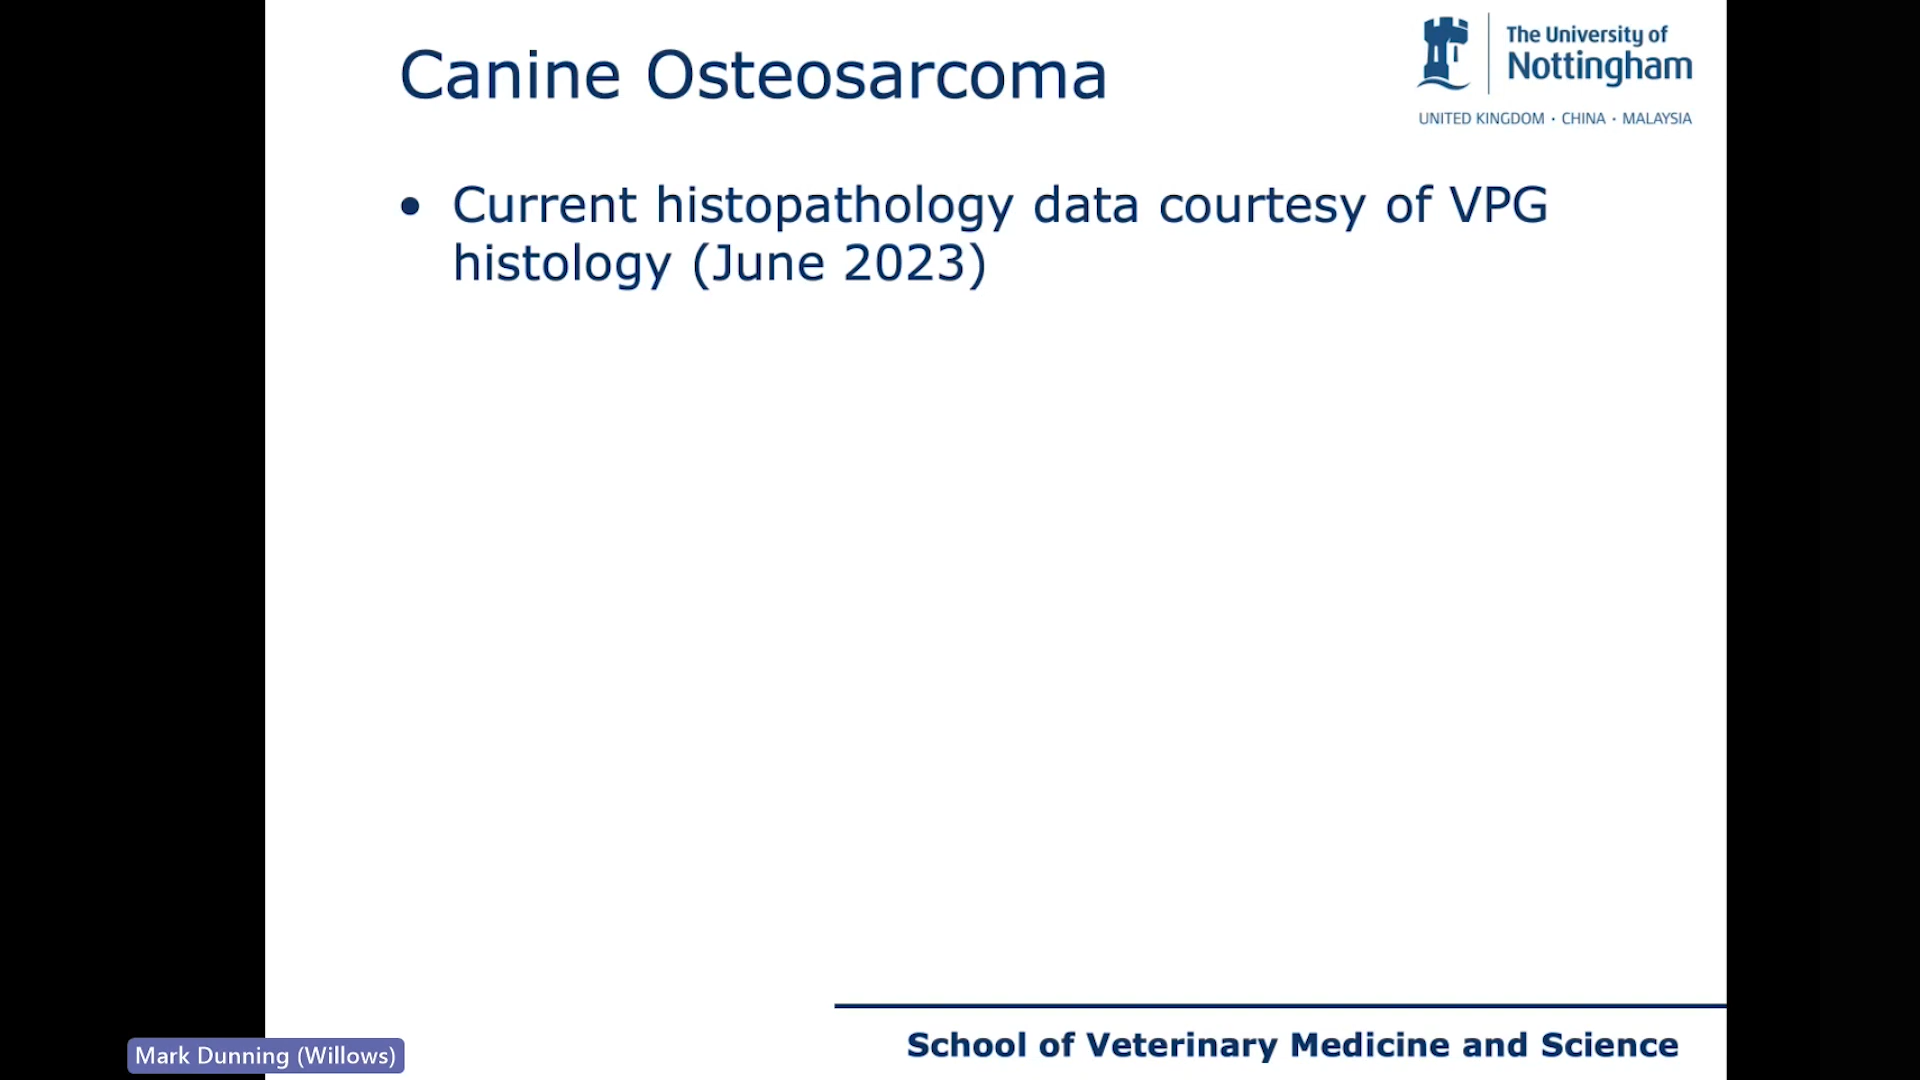 Canine Osteosarcoma
The University of
Nottingham
UNITED KINGDOM · CHINA · MALAYSIA
• Current histopathology data courtesy of VPG
histology (June 2023)
School of Veterinary Medicine and Science
Mark Dunning (Willows)